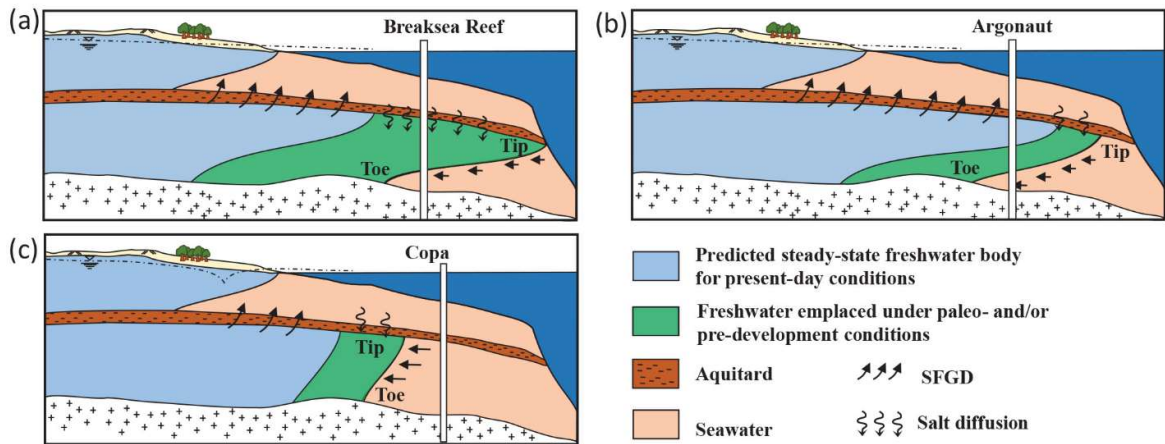 (a)
Breaksea Reef
Tip
Toe
(b)
Argonaut
Tip
Toe
(c)
Copa
Tip
Toe
Predicted steady-state freshwater body
for present-day conditions
Freshwater emplaced under paleo- and/or
pre-development conditions
Aquitard
SFGD
Seawater
Salt diffusion